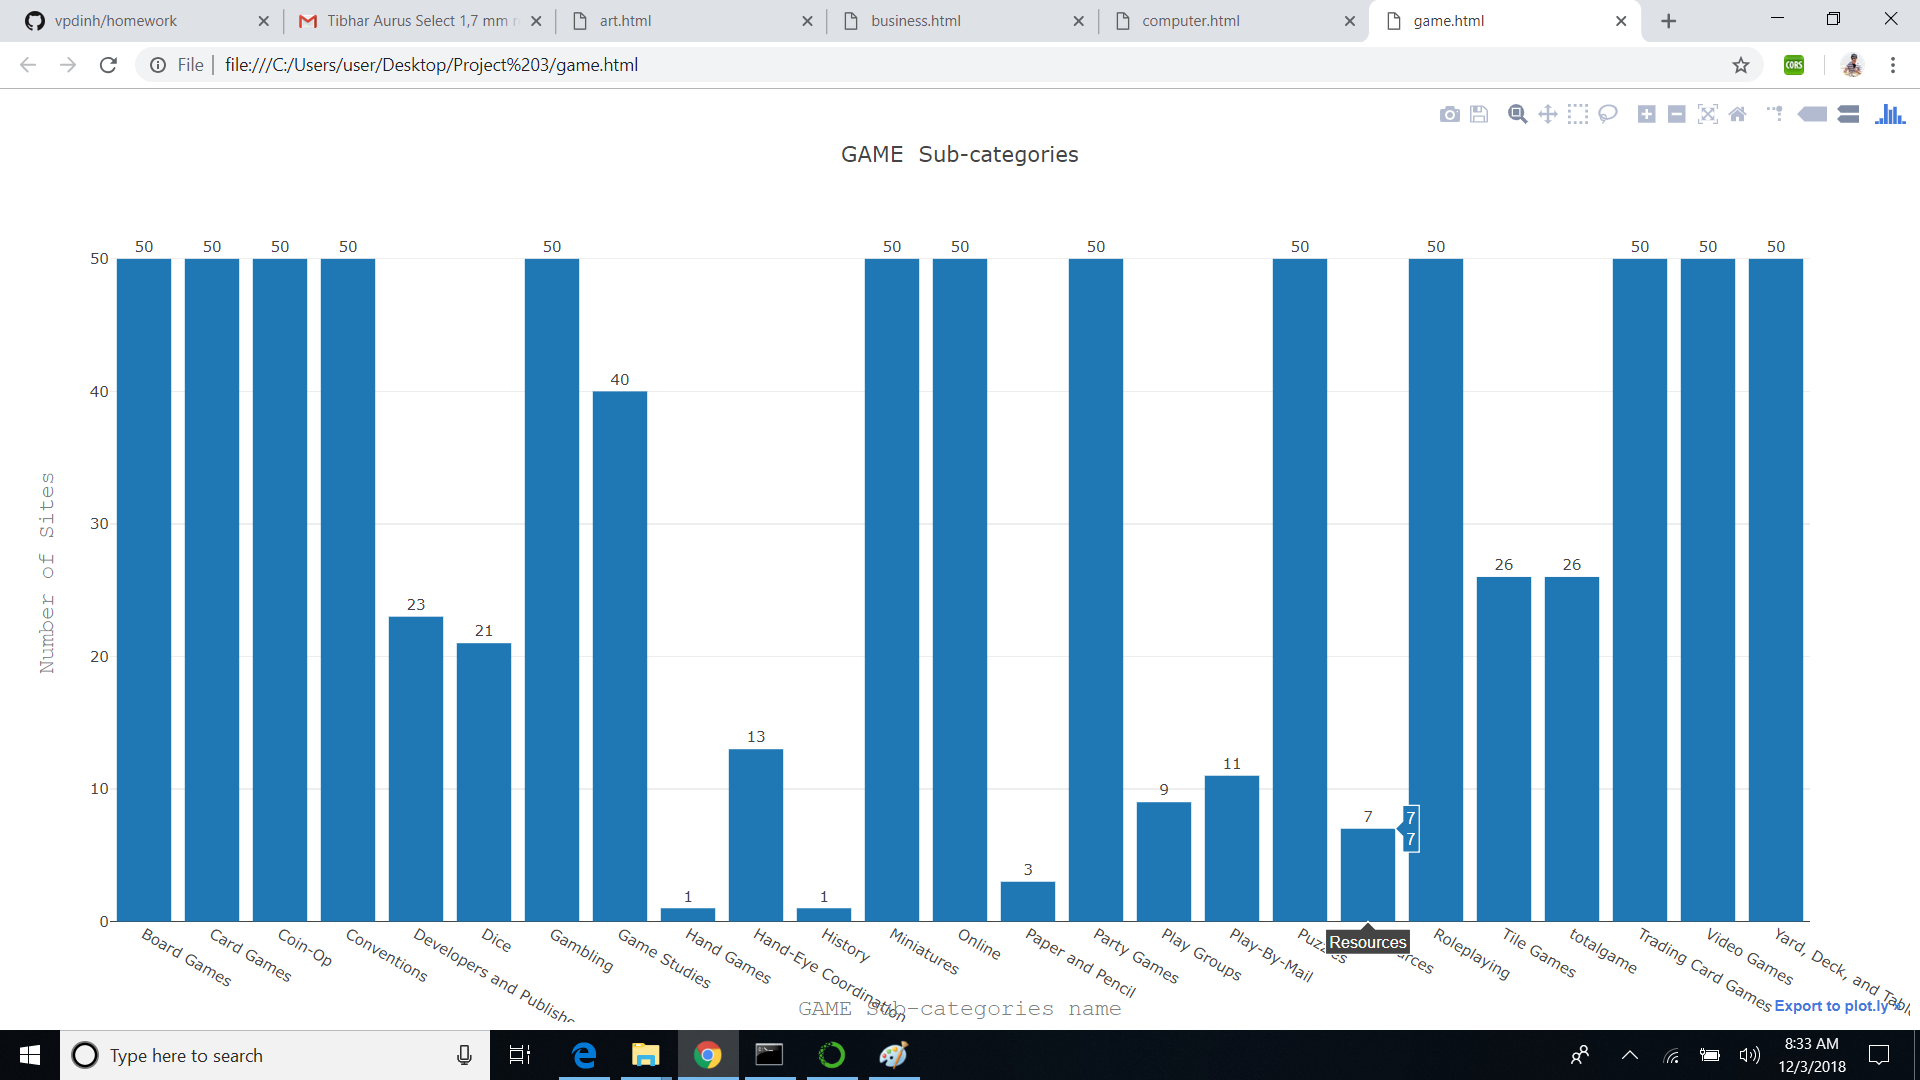 vpdinh/homework
Tibhar Aurus Select 1,7 mm
art.html
business.html
computer.html
game.html
File
file:///C:/Users/user/Desktop/Project%203/game.html
CORS
GAME Sub-categories
50 50 50 50 50 50 50 50 50 50 50 50 50
40
23
21
1
13
1
3
9
11
7
26
26
7
7
50
40
30
20
10
0
Number of Sites
Board Games
Card Games
Coin-Op
Conventions
Developers and Publishe
Dice
Gambling
Game Studies
Hand Games
Hand-Eye Coordination
History
Miniatures
Online
Paper and Pencil
Party Games
Play Groups
Play-By-Mail
Resources
Roleplaying
Tile Games
totalgame
Trading Card Games
Video Games
Yard, Deck, and Table
GAME Sub-categories name
Export to plot.ly
Type here to search
8:33 AM
12/3/2018